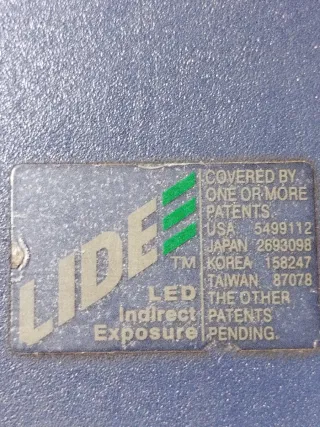 LIDE
TM
LED
Indirect
Exposure
COVERED BY
ONE OR MORE
PATENTS.
USA 5499112
JAPAN 2693098
KOREA 158247
TAIWAN 87078
THE OTHER
PATENTS
PENDING.